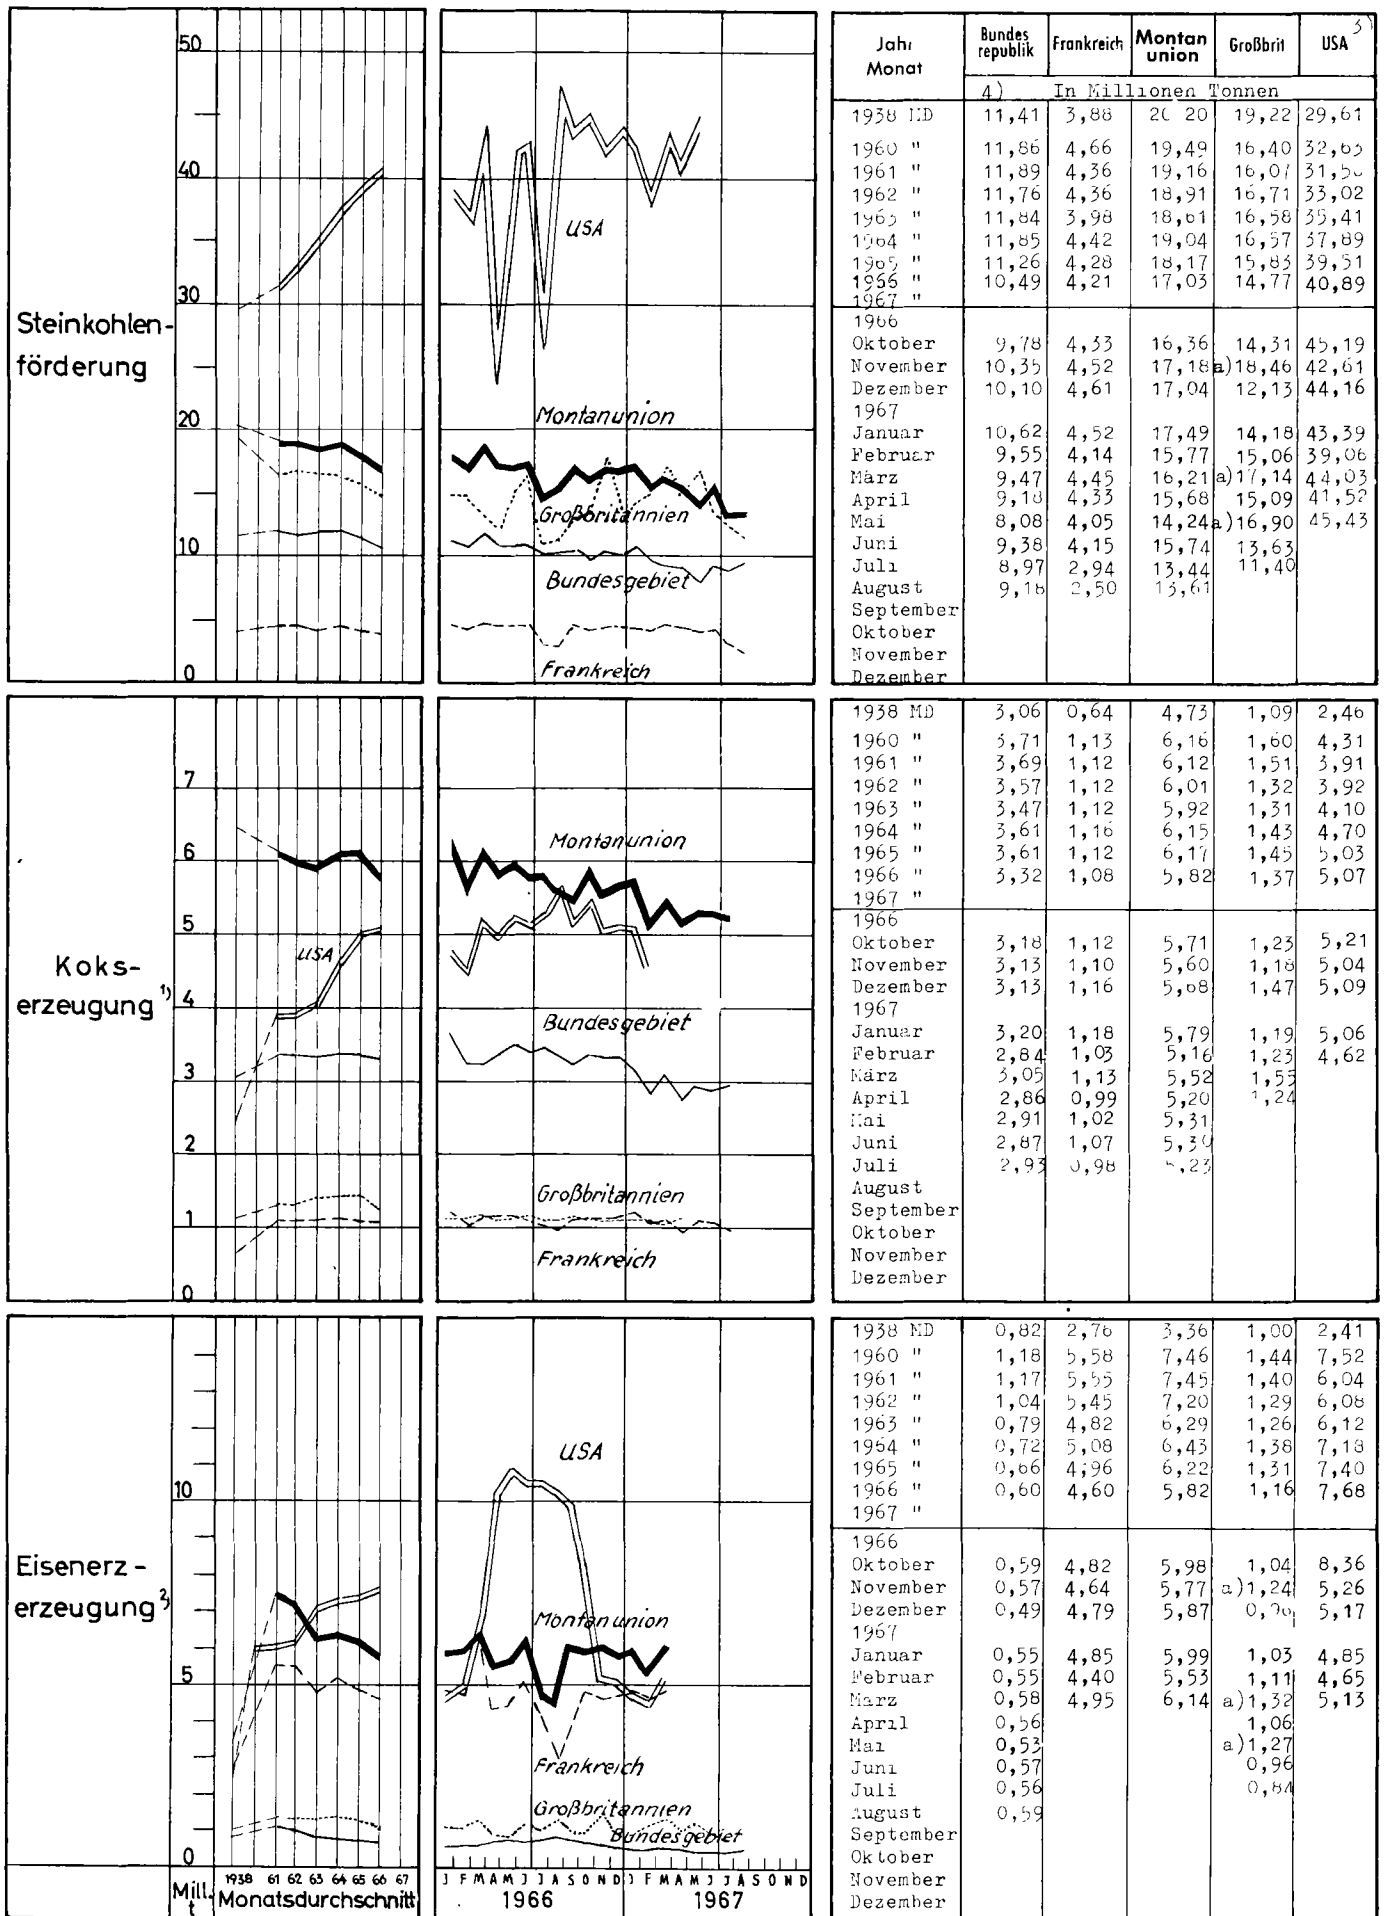 Jahr Monat | Bundes republik | Frankreich | Montan union | Großbrit | USA 3)
4) In Millionen Tonnen
Steinkohlen-
förderung
50
40
30
20
10
0
USA
Montanunion
Großbritannien
Bundesgebiet
Frankreich
1938 MD 11,41 3,88 20 20 19,22 29,61
1960 " 11,86 4,66 19,49 16,40 32,63
1961 " 11,89 4,36 19,16 16,07
1962 " 11,76 4,36 18,91 16,71 33,02
1963 " 11,84 3,98 18,61 16,58 35,41
1964 " 11,85 4,42 19,04 16,57 37,89
1965 " 11,26 4,28 18,17 15,83 39,51
1966 " 10,49 4,21 17,03 14,77 40,89
1967 "
1966
Oktober 9,78 4,33 16,36 14,31 45,19
November 10,35 4,52 17,18 a)18,46 42,61
Dezember 10,10 4,61 17,04 12,13 44,16
1967
Januar 10,62 4,52 17,49 14,18 43,39
Februar 9,55 4,14 15,77 15,06 39,06
März 9,47 4,45 16,21 a)17,14 44,03
April 9,18 4,33 15,68 15,09 41,52
Mai 8,08 4,05 14,24 a)16,90 45,43
Juni 9,38 4,15 15,74 13,63
Juli 8,97 2,94 13,44 11,40
August 9,18 2,50 13,61
September
Oktober
November
Dezember
Koks-
erzeugung 1)
7
6
5
4
3
2
1
0
USA
Montanunion
Bundesgebiet
Großbritannien
Frankreich
1938 MD 3,06 0,64 4,73 1,09 2,46
1960 " 3,71 1,13 6,16 1,60 4,31
1961 " 3,69 1,12 6,12 1,51 3,91
1962 " 3,57 1,12 6,01 1,32 3,92
1963 " 3,47 1,12 5,92 1,31 4,10
1964 " 3,61 1,16 6,15 1,43 4,70
1965 " 3,61 1,12 6,17 1,45 5,03
1966 " 3,32 1,08 5,82 1,37 5,07
1967 "
1966
Oktober 3,18 1,12 5,71 1,23 5,21
November 3,13 1,10 5,60 1,18 5,04
Dezember 3,13 1,16 5,68 1,47 5,09
1967
Januar 3,20 1,18 5,79 1,19 5,06
Februar 2,84 1,03 5,16 1,23 4,62
März 3,05 1,13 5,52 1,55
April 2,86 0,99 5,20 1,24
Mai 2,91 1,02 5,31
Juni 2,87 1,07 5,30
Juli 2,93 0,98 5,23
August
September
Oktober
November
Dezember
Eisenerz-
erzeugung 2)
10
5
0
USA
Montanunion
Frankreich
Großbritannien
Bundesgebiet
1938 MD 0,82 2,76 3,36 1,00 2,41
1960 " 1,18 5,58 7,46 1,44 7,52
1961 " 1,17 5,55 7,45 1,40 6,04
1962 " 1,04 5,45 7,20 1,29 6,08
1963 " 0,79 4,82 6,29 1,26 6,12
1964 " 0,72 5,08 6,43 1,38 7,18
1965 " 0,66 4,96 6,22 1,31 7,40
1966 " 0,60 4,60 5,82 1,16 7,68
1967 "
1966
Oktober 0,59 4,82 5,98 1,04 8,36
November 0,57 4,64 5,77 a)1,24 5,26
Dezember 0,49 4,79 5,87 5,17
1967
Januar 0,55 4,85 5,99 1,03 4,85
Februar 0,55 4,40 5,53 1,11 4,65
März 0,58 4,95 6,14 a)1,32 5,13
April 0,56 1,06
Mai 0,53 a)1,27
Juni 0,57 0,96
Juli 0,56 0,84
August 0,59
September
Oktober
November
Dezember
Mill. t
1938 61 62 63 64 65 66 67
Monatsdurchschnitt
J F M A M J J A S O N D J F M A M J J A S O N D
1966 1967